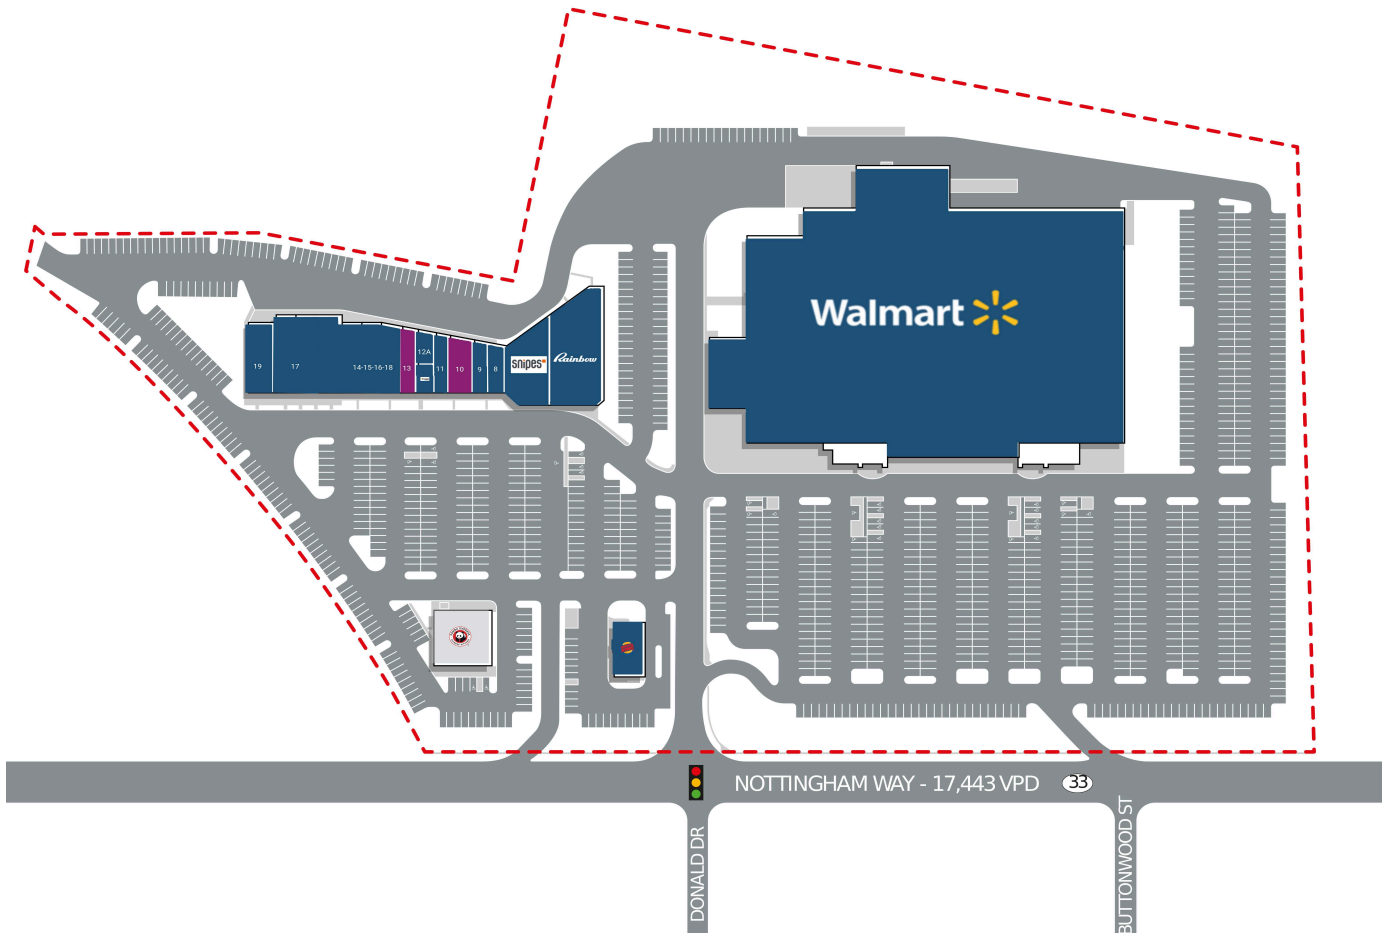 Walmart
19
17
14-15-16-18
13
12A
11
10
9
8
snipes
Rainbow
NOTTINGHAM WAY - 17,443 VPD
33
DONALD DR
BUTTONWOOD ST